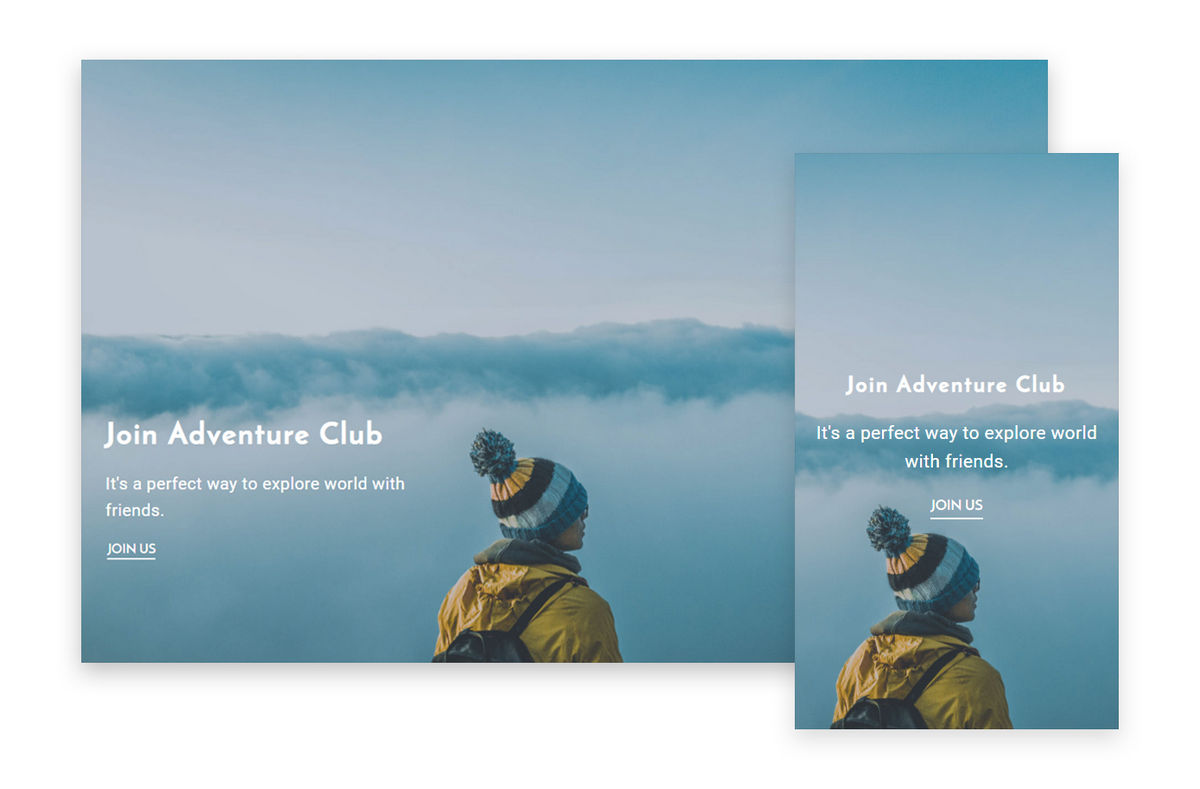 Join Adventure Club
It's a perfect way to explore world with
friends.
JOIN US
Join Adventure Club
It's a perfect way to explore world
with friends.
JOIN US